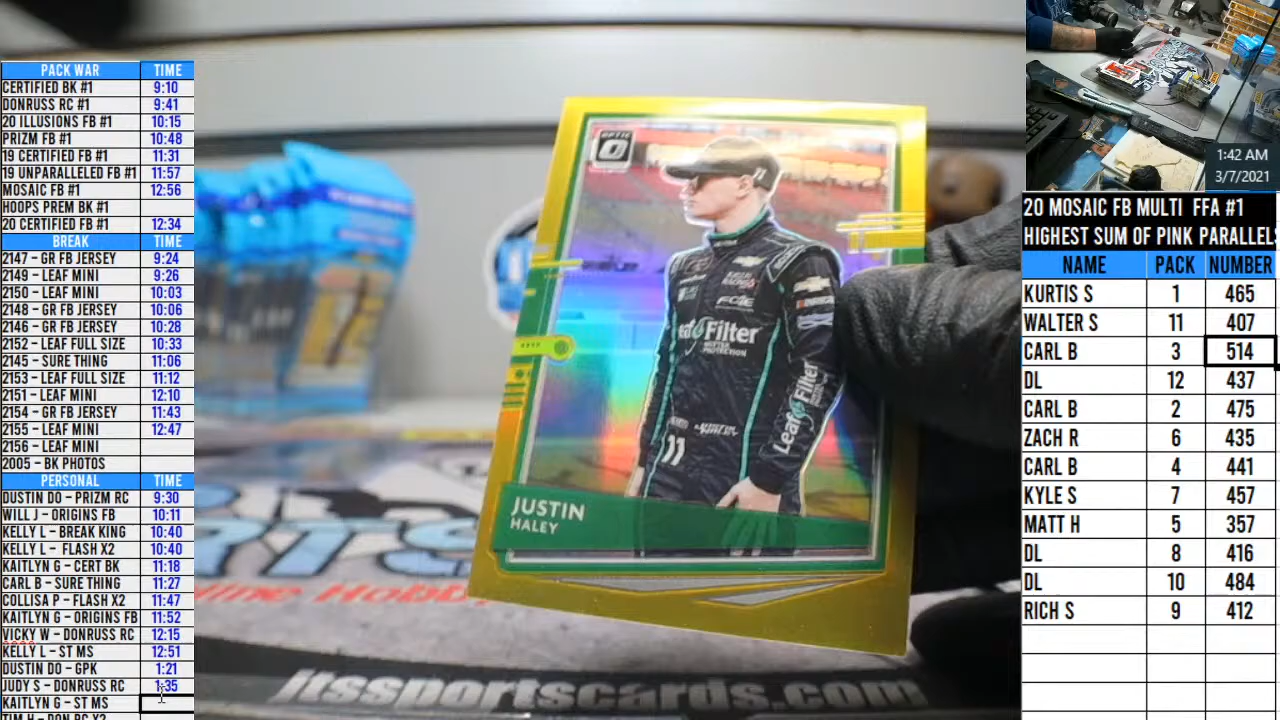 PACK WAR TIME
CERTIFIED BK #1 9:10
DONRUSS RC #1 9:41
20 ILLUSIONS FB #1 10:15
PRIZM FB #1 10:48
19 CERTIFIED FB #1 11:31
19 UNPARALLELED FB #1 11:57
MOSAIC FB #1 12:56
HOOPS PREM BK #1
20 CERTIFIED FB #1 12:34
BREAK TIME
2147 – GR FB JERSEY 9:24
2149 – LEAF MINI 9:26
2150 – LEAF MINI 10:03
2148 – GR FB JERSEY 10:06
2146 – GR FB JERSEY 10:28
2152 – LEAF FULL SIZE 10:33
2145 – SURE THING 11:06
2153 – LEAF FULL SIZE 11:12
2151 – LEAF MINI 12:10
2154 – GR FB JERSEY 11:43
2155 – LEAF MINI 12:47
2156 – LEAF MINI
2005 – BK PHOTOS
PERSONAL TIME
DUSTIN DO – PRIZM RC 9:30
WILL J – ORIGINS FB 10:11
KELLY L – BREAK KING 10:40
KELLY L – FLASH X2 10:40
KAITLYN G – CERT BK 11:18
CARL B – SURE THING 11:27
COLLISA P – FLASH X2 11:47
KAITLYN G – ORIGINS FB 11:52
VICKY W – DONRUSS RC 12:15
KELLY L – ST MS 12:51
DUSTIN DO – GPK 1:21
JUDY S – DONRUSS RC 1:35
KAITLYN G – ST MS
TIM H – DON RC X2
OPTIC
LeafFilter
GUTTER PROTECTION
JUSTIN HALEY
11
LeafFilter
JUSTIN
HALEY
jtssportscards.com
1:42 AM
3/7/2021
20 MOSAIC FB MULTI FFA #1
HIGHEST SUM OF PINK PARALLELS
NAME PACK NUMBER
KURTIS S 1 465
WALTER S 11 407
CARL B 3 514
DL 12 437
CARL B 2 475
ZACH R 6 435
CARL B 4 441
KYLE S 7 457
MATT H 5 357
DL 8 416
DL 10 484
RICH S 9 412